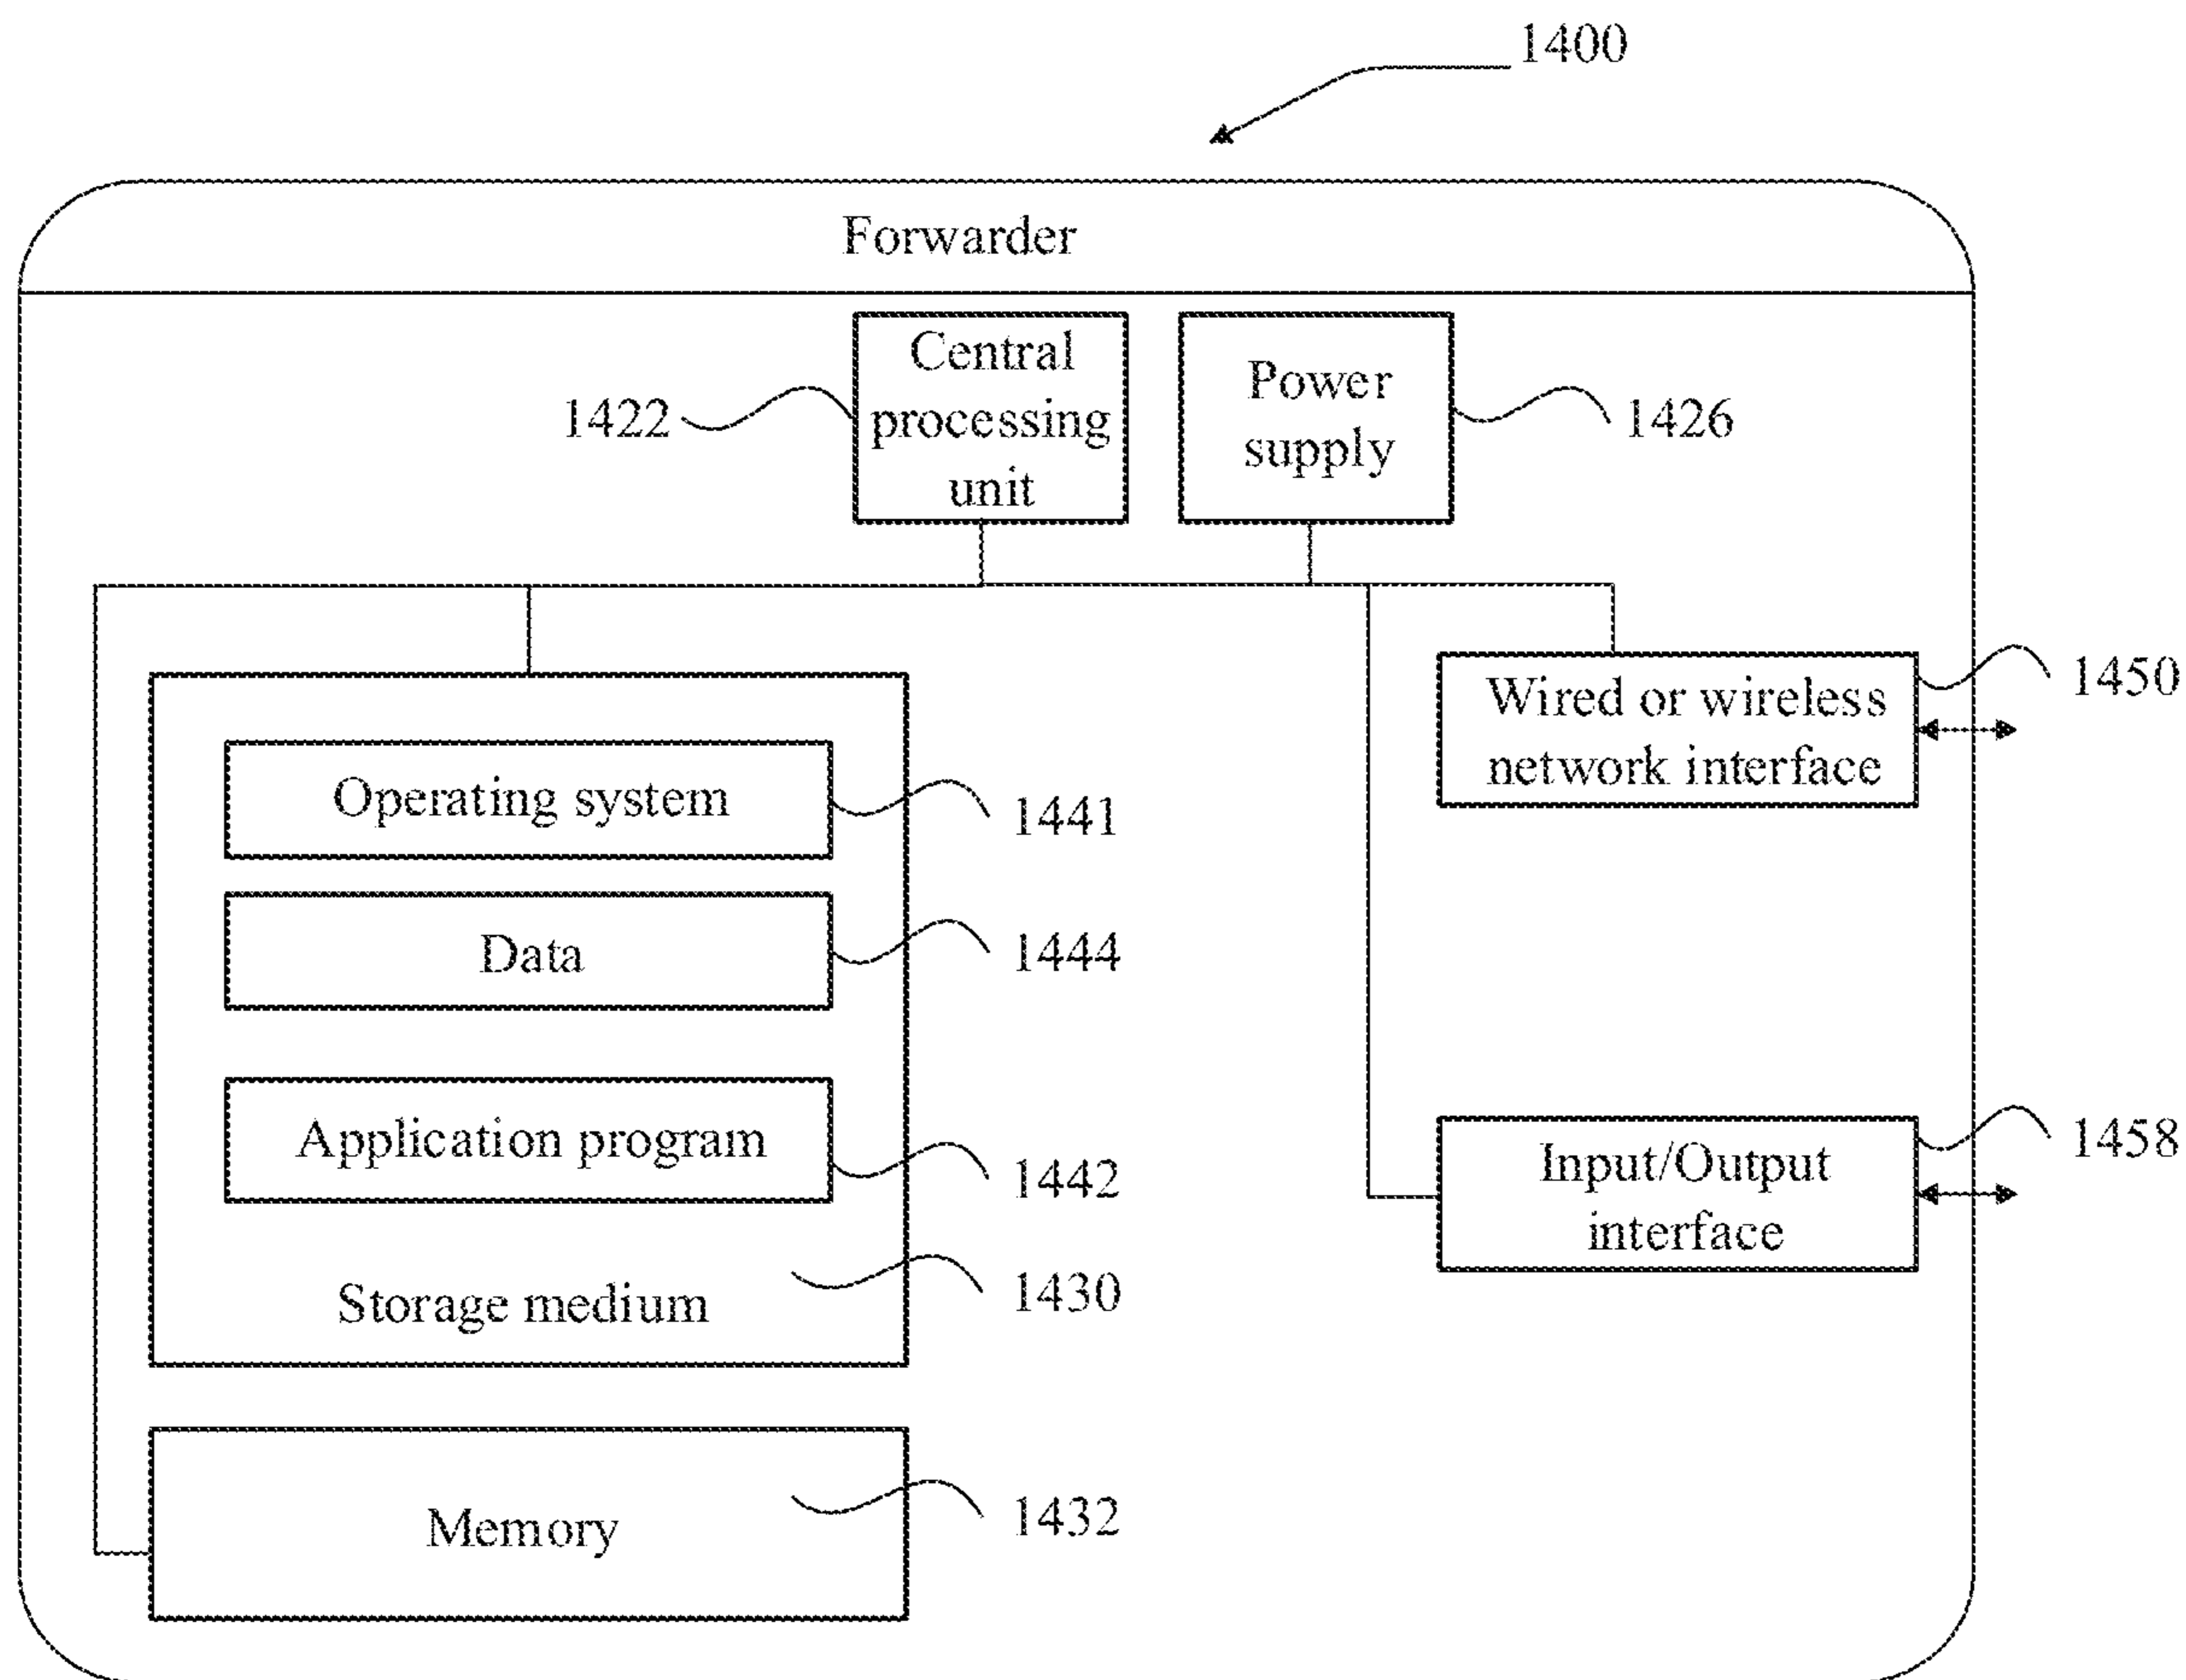 1400
Forwarder
Central
processing
unit
1422
Power
supply
1426
Wired or wireless
network interface
1450
Operating system
1441
Data
1444
Application program
1442
Storage medium
1430
Input/Output
interface
1458
Memory
1432